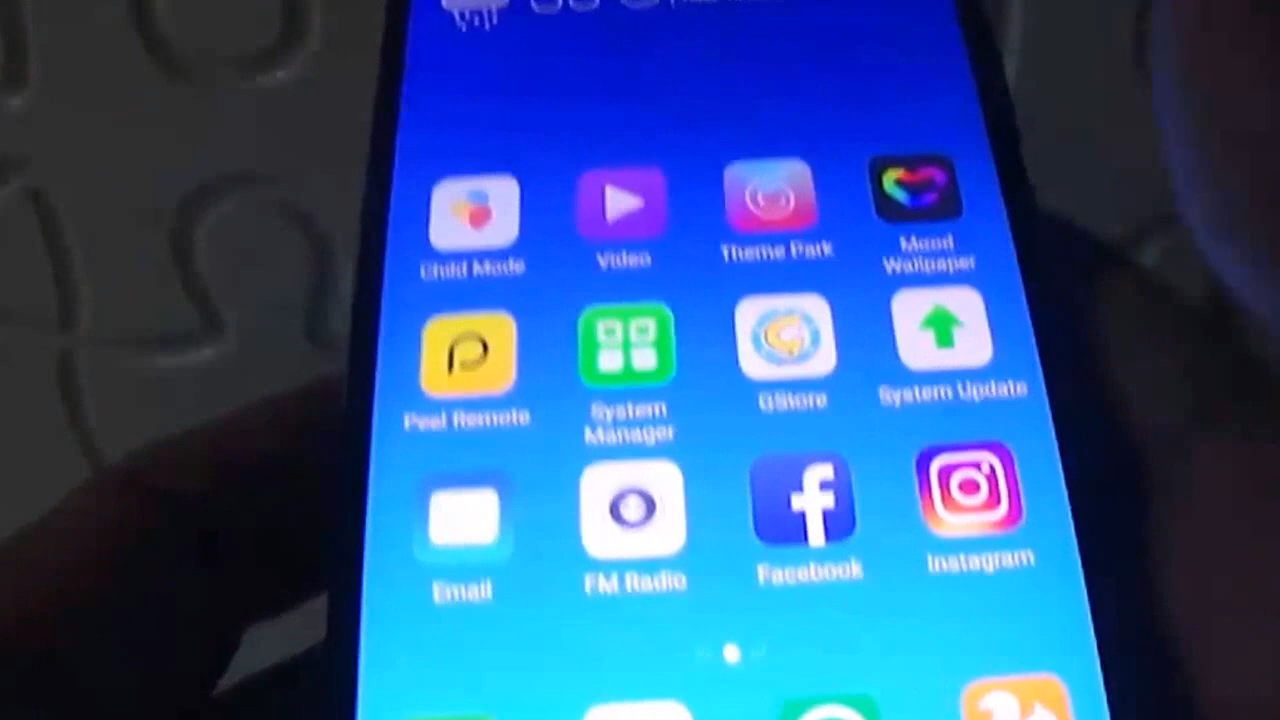 Child Mode
Video
Theme Park
Mood
Wallpaper
Peel Remote
System
Manager
GStore
System Update
Email
FM Radio
Facebook
Instagram